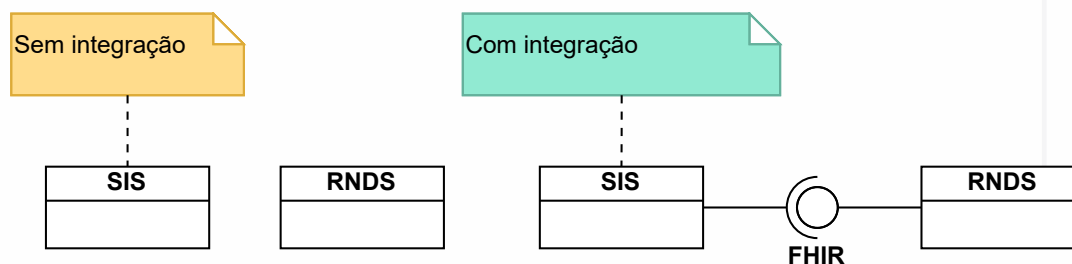 Sem integração
Com integração
SIS
RNDS
SIS
RNDS
FHIR